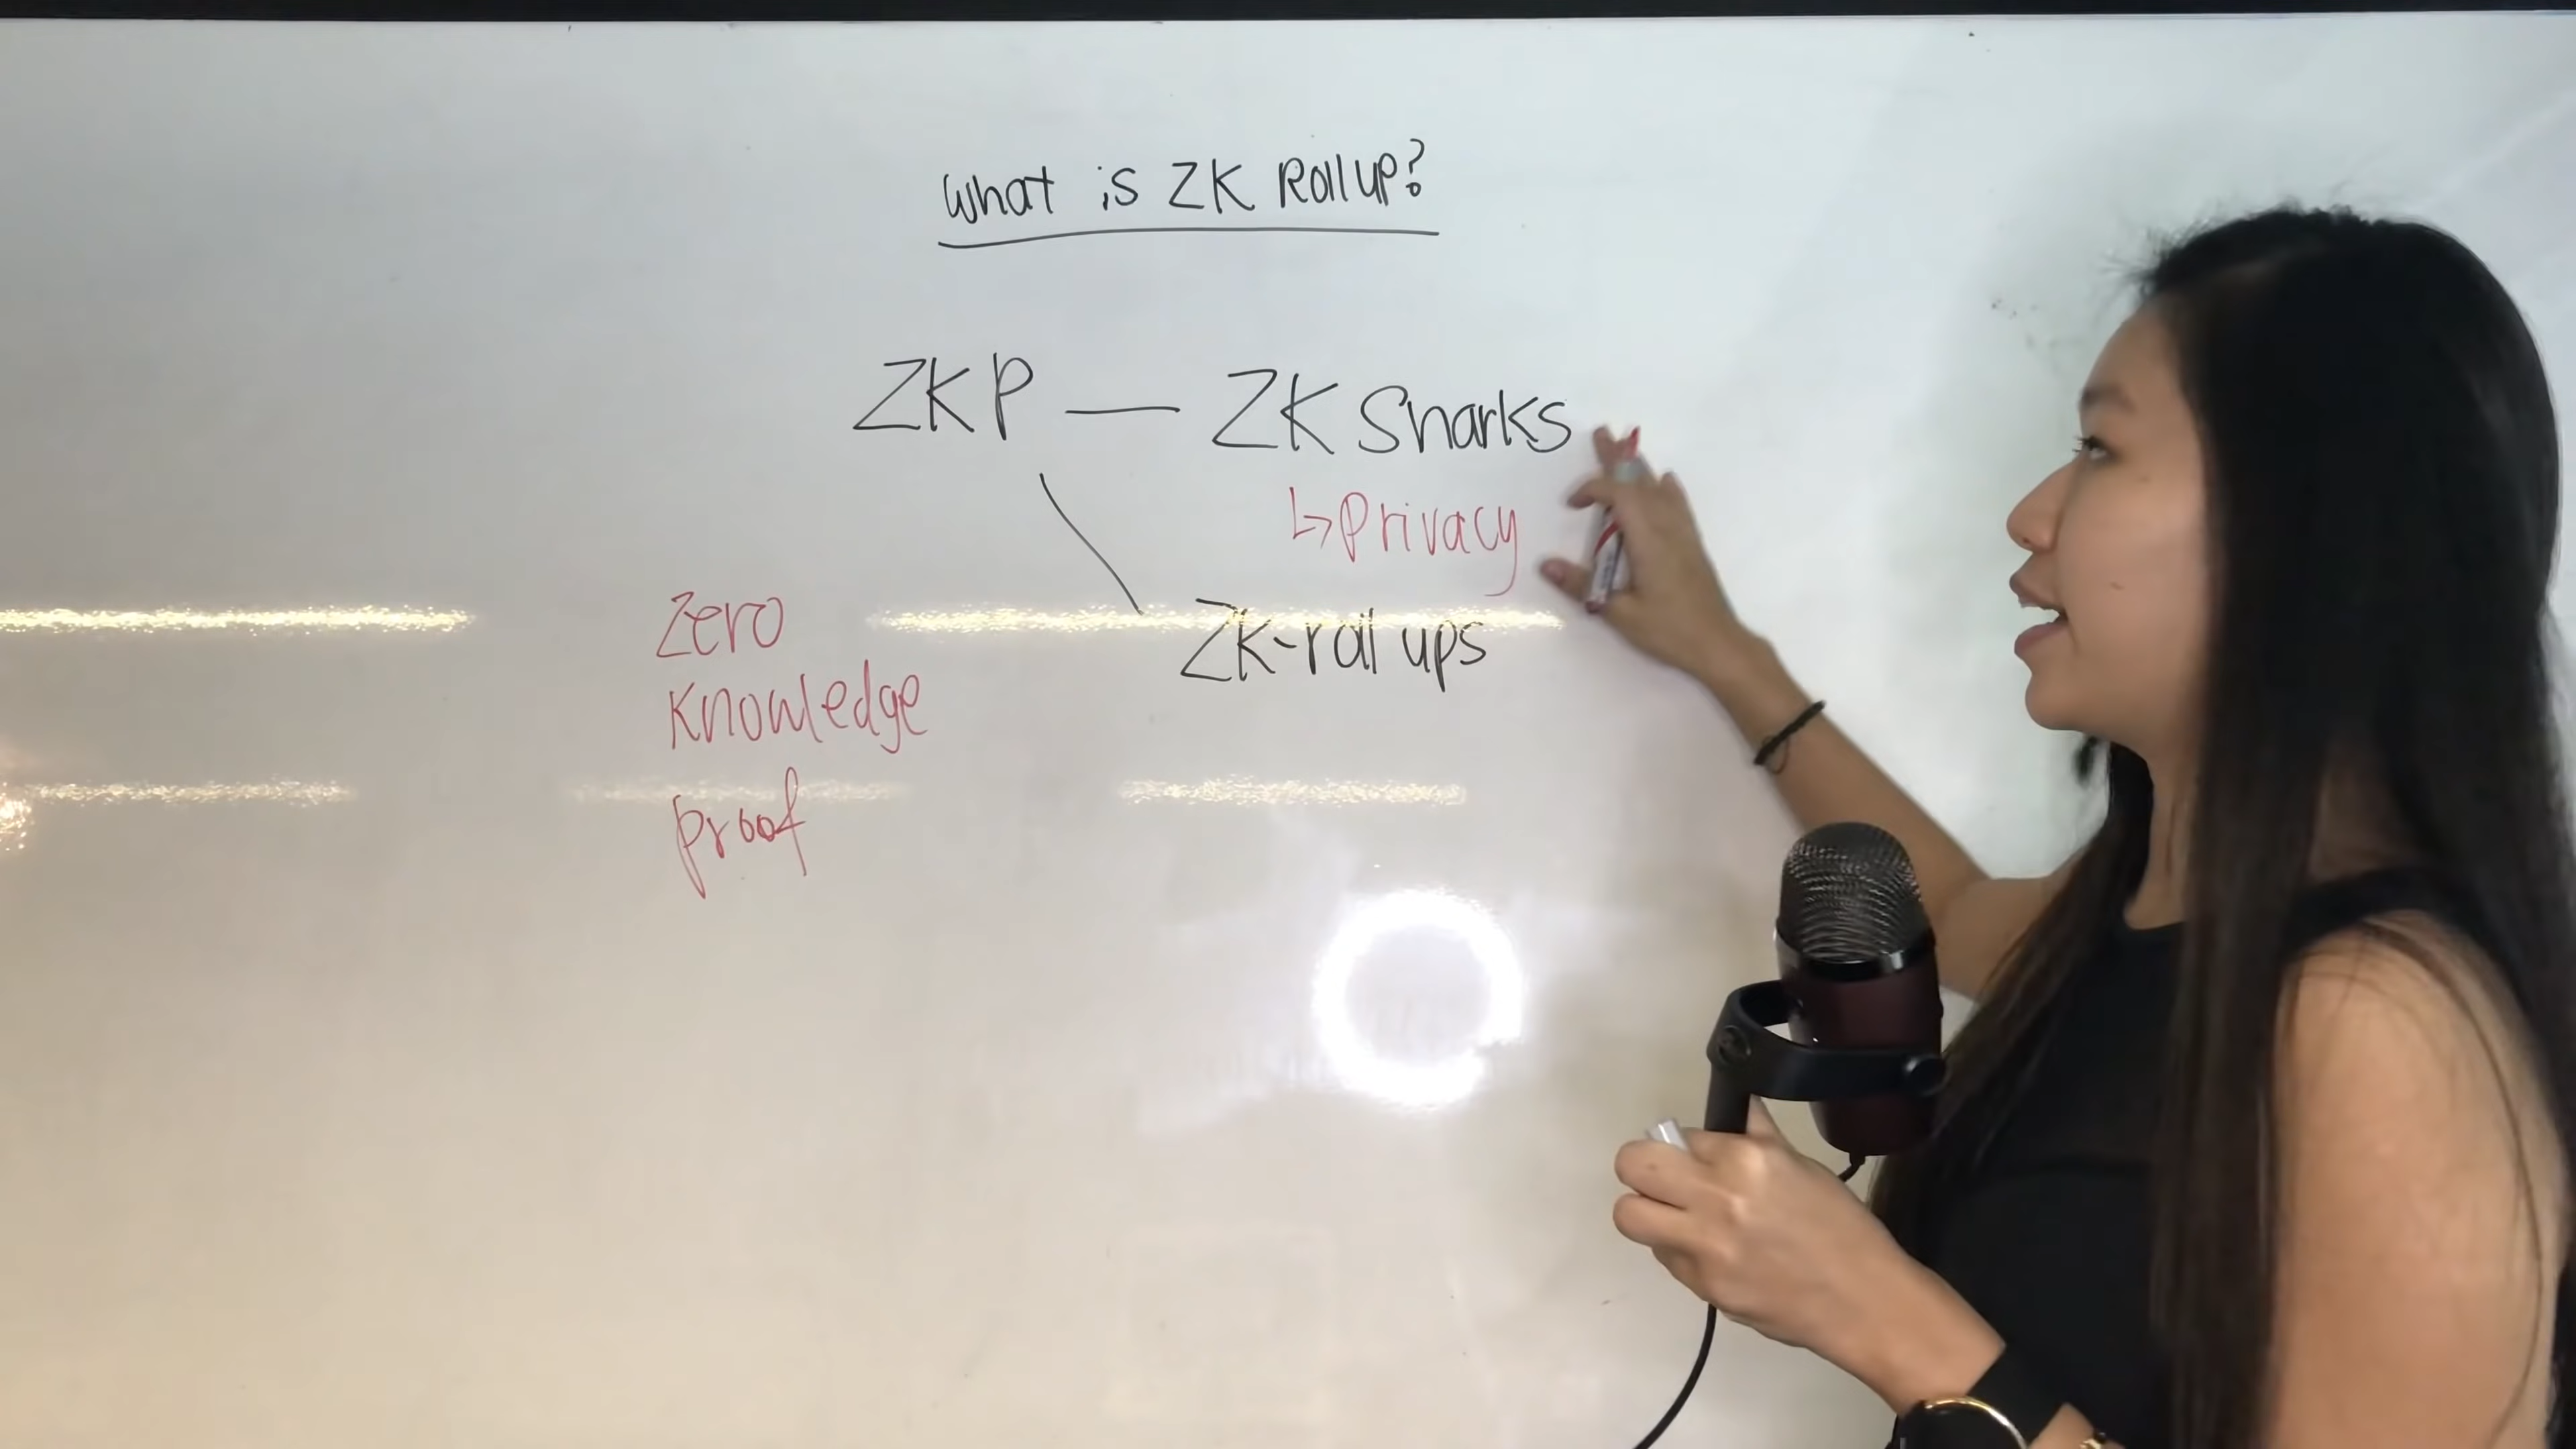 What is ZK Rollup?
ZKP — ZK Snarks
↳ Privacy
Zk-roll ups
Zero
Knowledge
proof